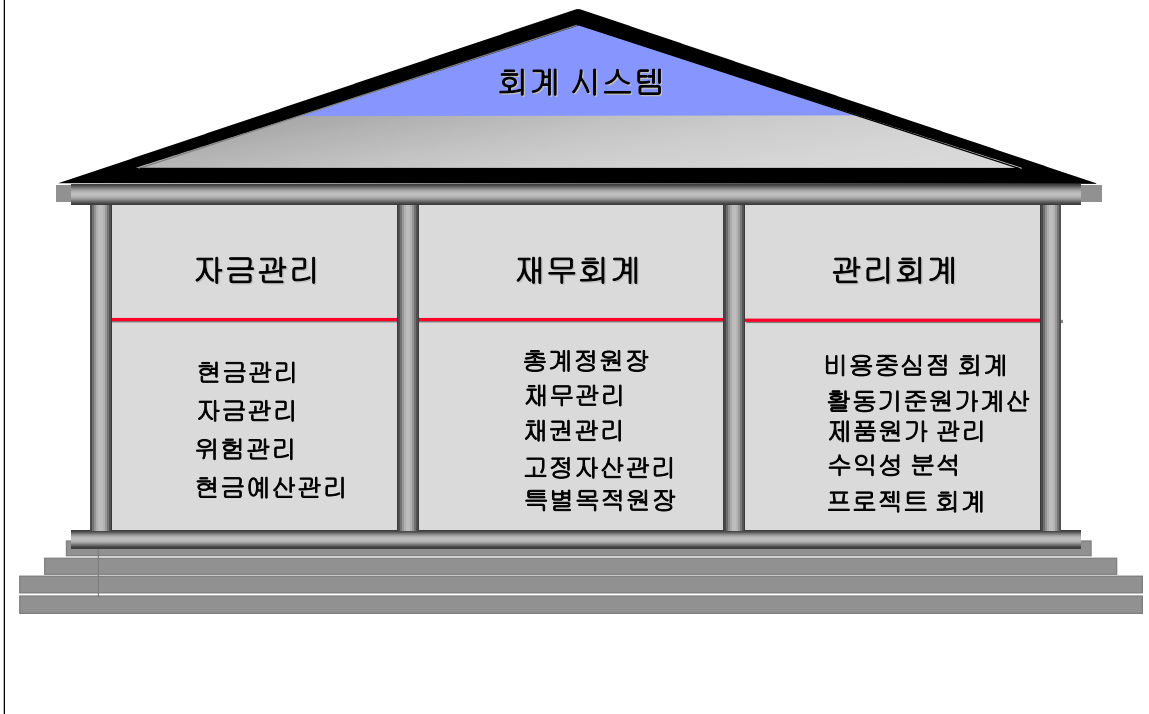 회계 시스템
자금관리
현금관리
자금관리
위험관리
현금예산관리
재무회계
총계정원장
채무관리
채권관리
고정자산관리
특별목적원장
관리회계
비용중심점 회계
활동기준원가계산
제품원가 관리
수익성 분석
프로젝트 회계